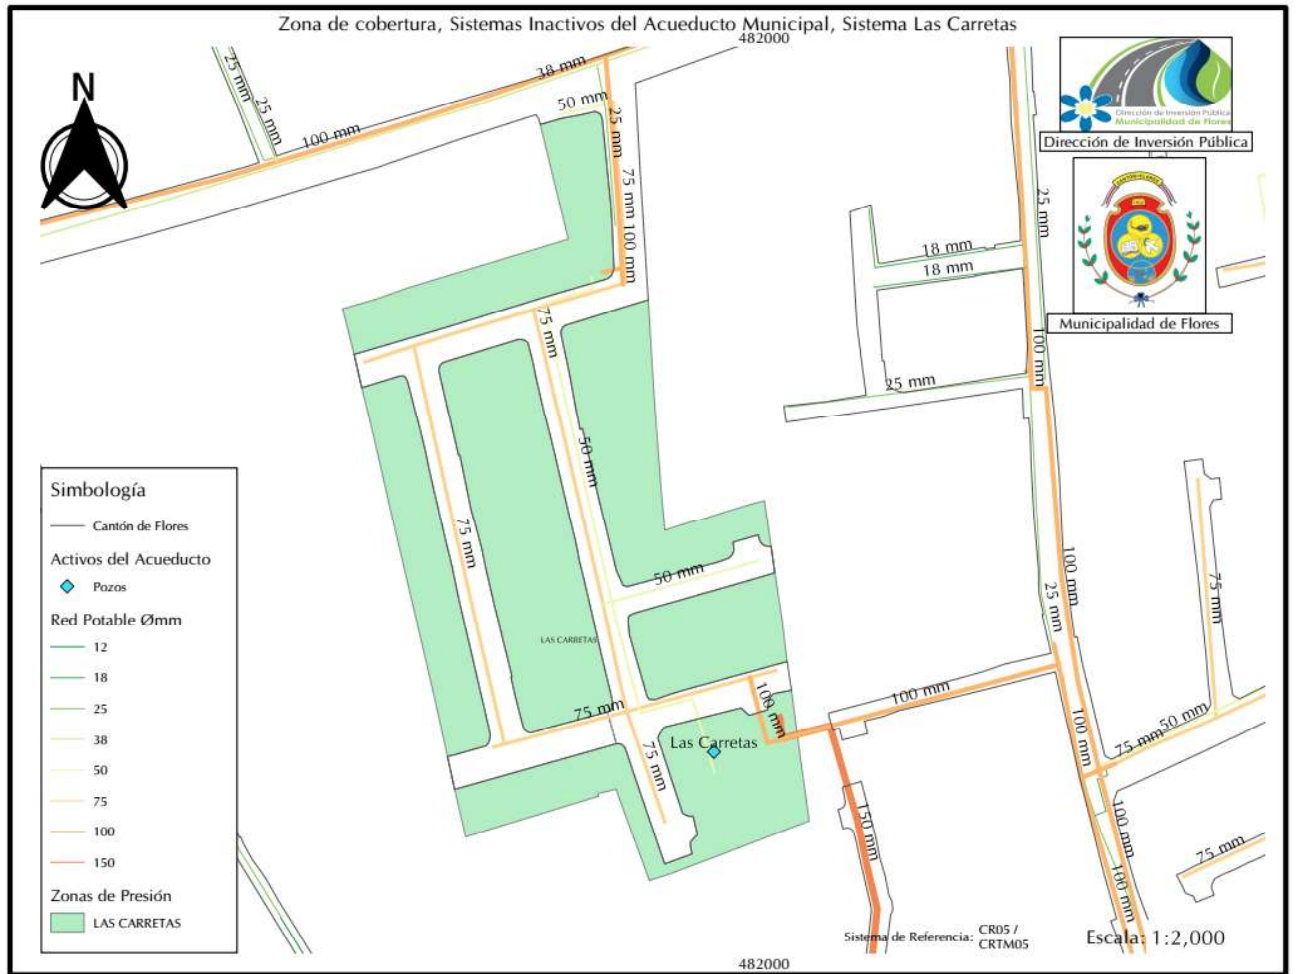 Zona de cobertura, Sistemas Inactivos del Acueducto Municipal, Sistema Las Carretas
482000
N
25 mm
25 mm
100 mm
38 mm
50 mm
25 mm
75 mm
100 mm
Dirección de Inversión Pública
Municipalidad de Flores
Dirección de Inversión Pública
CANTÓN FLORES
Municipalidad de Flores
25 mm
18 mm
18 mm
100 mm
25 mm
75 mm
50 mm
75 mm
50 mm
LAS CARRETAS
75 mm
100 mm
Las Carretas
75 mm
100 mm
25 mm
100 mm
100 mm
75 mm
50 mm
75 mm
150 mm
100 mm
100 mm
75 mm
Simbología
Cantón de Flores
Activos del Acueducto
Pozos
Red Potable Ømm
12
18
25
38
50
75
100
150
Zonas de Presión
LAS CARRETAS
Sistema de Referencia: CR05 /
CRTM05
Escala: 1:2,000
482000